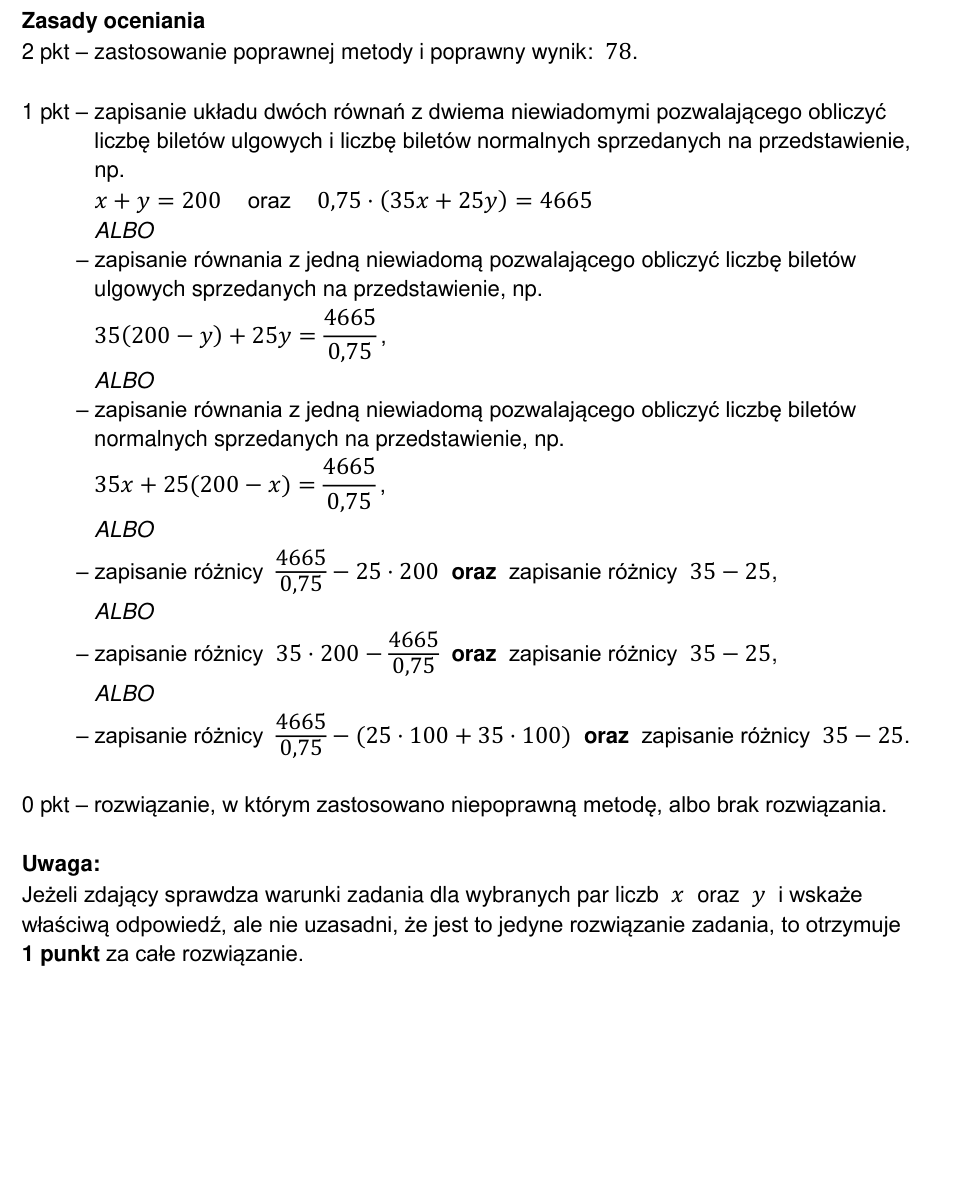 Zasady oceniania
2 pkt – zastosowanie poprawnej metody i poprawny wynik: 78.
1 pkt – zapisanie układu dwóch równań z dwiema niewiadomymi pozwalającego obliczyć
liczbę biletów ulgowych i liczbę biletów normalnych sprzedanych na przedstawienie,
np.
x + y = 200 oraz 0,75 · (35x + 25y) = 4665
ALBO
– zapisanie równania z jedną niewiadomą pozwalającego obliczyć liczbę biletów
ulgowych sprzedanych na przedstawienie, np.
35(200 − y) + 25y = 4665/0,75,
ALBO
– zapisanie równania z jedną niewiadomą pozwalającego obliczyć liczbę biletów
normalnych sprzedanych na przedstawienie, np.
35x + 25(200 − x) = 4665/0,75,
ALBO
– zapisanie różnicy 4665/0,75 − 25 · 200 oraz zapisanie różnicy 35 − 25,
ALBO
– zapisanie różnicy 35 · 200 − 4665/0,75 oraz zapisanie różnicy 35 − 25,
ALBO
– zapisanie różnicy 4665/0,75 − (25 · 100 + 35 · 100) oraz zapisanie różnicy 35 − 25.
0 pkt – rozwiązanie, w którym zastosowano niepoprawną metodę, albo brak rozwiązania.
Uwaga:
Jeżeli zdający sprawdza warunki zadania dla wybranych par liczb x oraz y i wskaże
właściwą odpowiedź, ale nie uzasadni, że jest to jedyne rozwiązanie zadania, to otrzymuje
1 punkt za całe rozwiązanie.